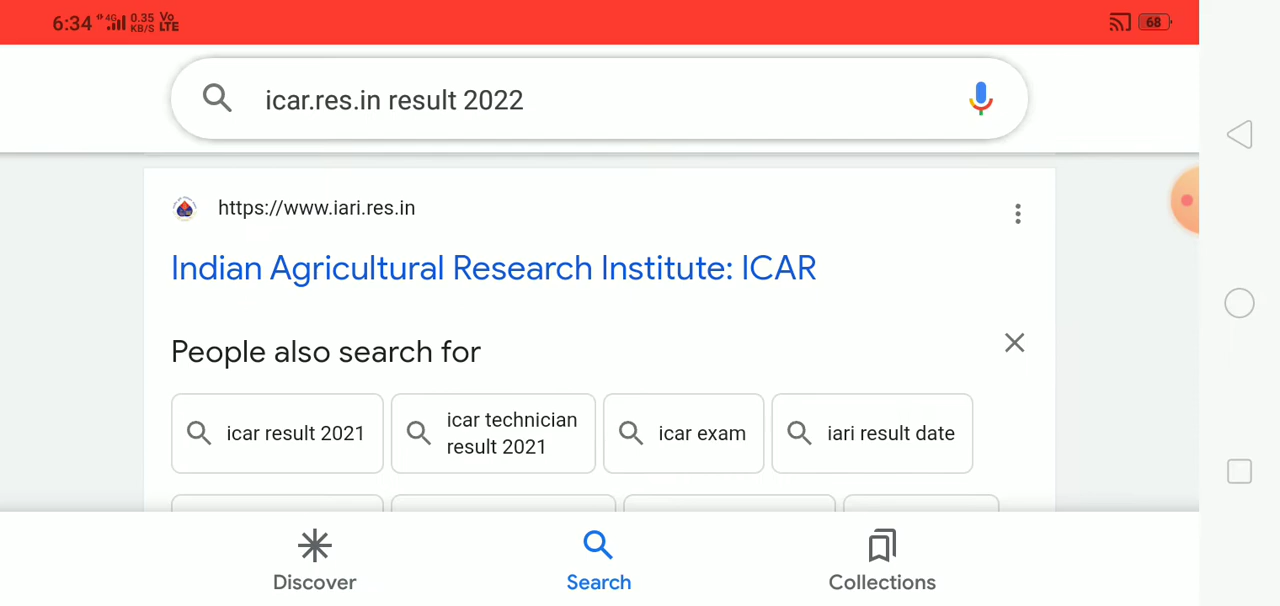 6:34 4G 0.35 KB/S Vo LTE 68
icar.res.in result 2022
https://www.iari.res.in
Indian Agricultural Research Institute: ICAR
People also search for
icar result 2021
icar technician
result 2021
icar exam
iari result date
Discover
Search
Collections